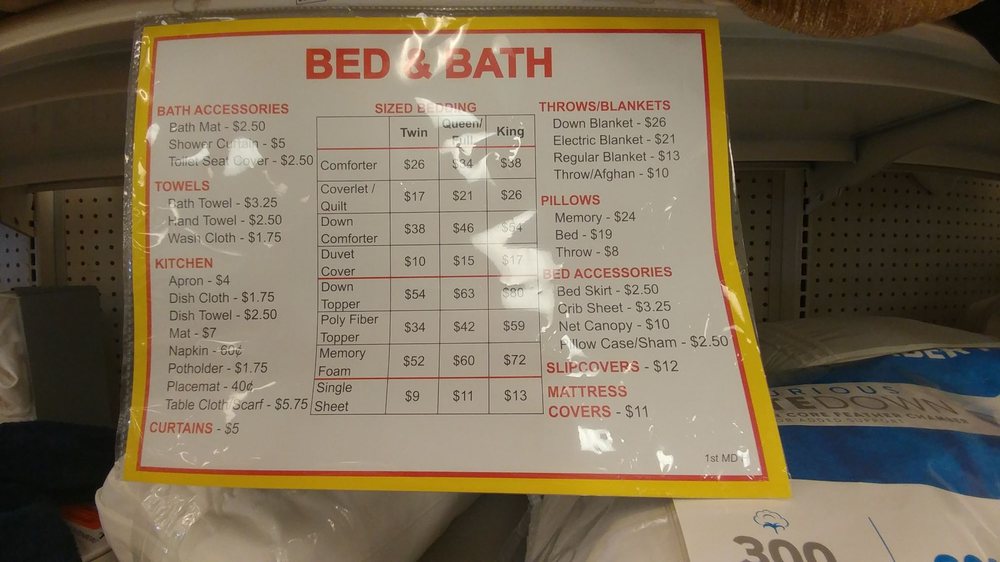 BED & BATH
BATH ACCESSORIES
Bath Mat - $2.50
Shower Curtain - $5
Toilet Seat Cover - $2.50
TOWELS
Bath Towel - $3.25
Hand Towel - $2.50
Wash Cloth - $1.75
KITCHEN
Apron - $4
Dish Cloth - $1.75
Dish Towel - $2.50
Mat - $7
Napkin - 60¢
Potholder - $1.75
Placemat - 40¢
Table Cloth/Scarf - $5.75
CURTAINS - $5
SIZED BEDDING
Twin Queen/ Full King
Comforter $26 $34 $38
Coverlet / Quilt $17 $21 $26
Down Comforter $38 $46 $54
Duvet Cover $10 $15 $17
Down Topper $54 $63 $80
Poly Fiber Topper $34 $42 $59
Memory Foam $52 $60 $72
Single Sheet $9 $11 $13
THROWS/BLANKETS
Down Blanket - $26
Electric Blanket - $21
Regular Blanket - $13
Throw/Afghan - $10
PILLOWS
Memory - $24
Bed - $19
Throw - $8
BED ACCESSORIES
Bed Skirt - $2.50
Crib Sheet - $3.25
Net Canopy - $10
Pillow Case/Sham - $2.50
SLIPCOVERS - $12
MATTRESS
COVERS - $11
1st MD
CORE FEATHER CHAMBER
SUPPORT
300